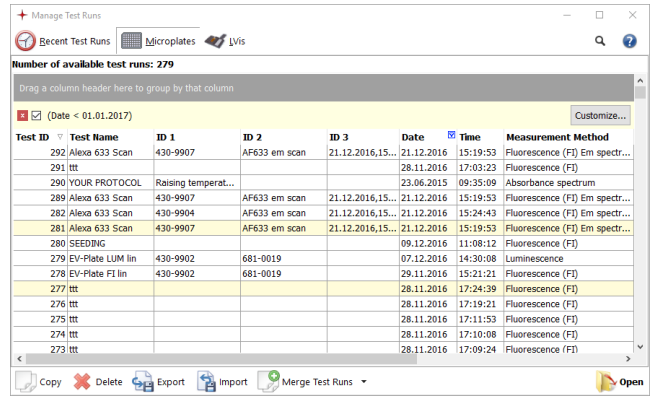 Manage Test Runs
Recent Test Runs Microplates LVis
Number of available test runs: 279
Drag a column header here to group by that column
(Date < 01.01.2017) Customize...
Test ID Test Name ID 1 ID 2 ID 3 Date Time Measurement Method
292 Alexa 633 Scan 430-9907 AF633 em scan 21.12.2016,15... 21.12.2016 15:19:53 Fluorescence (FI) Em spectr...
291 ttt 28.11.2016 17:03:23 Fluorescence (FI)
290 YOUR PROTOCOL Raising temperat... 23.06.2015 09:35:09 Absorbance spectrum
289 Alexa 633 Scan 430-9907 AF633 em scan 21.12.2016,15... 21.12.2016 15:19:53 Fluorescence (FI) Em spectr...
282 Alexa 633 Scan 430-9904 AF633 em scan 21.12.2016,15... 21.12.2016 15:24:43 Fluorescence (FI) Em spectr...
281 Alexa 633 Scan 430-9907 AF633 em scan 21.12.2016,15... 21.12.2016 15:19:53 Fluorescence (FI) Em spectr...
280 SEEDING 09.12.2016 11:08:12 Fluorescence (FI)
279 EV-Plate LUM lin 430-9902 681-0019 07.12.2016 14:30:08 Luminescence
278 EV-Plate FI lin 430-9902 681-0019 29.11.2016 15:21:21 Fluorescence (FI)
277 ttt 28.11.2016 17:24:39 Fluorescence (FI)
276 ttt 28.11.2016 17:19:21 Fluorescence (FI)
275 ttt 28.11.2016 17:11:53 Fluorescence (FI)
274 ttt 28.11.2016 17:10:08 Fluorescence (FI)
273 ttt 28.11.2016 17:09:24 Fluorescence (FI)
Copy Delete Export Import Merge Test Runs Open